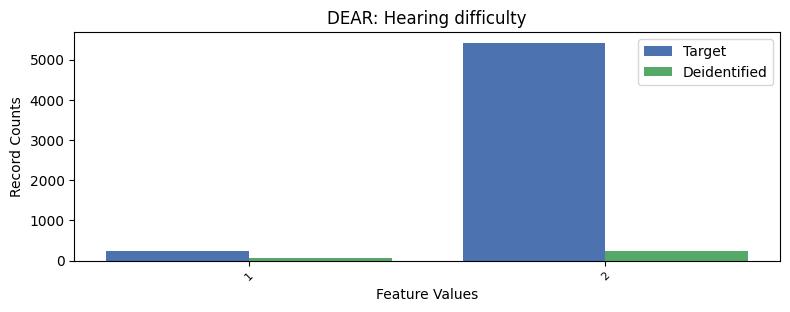 DEAR: Hearing difficulty
Target
Deidentified
Record Counts
5000
4000
3000
2000
1000
0
1
2
Feature Values